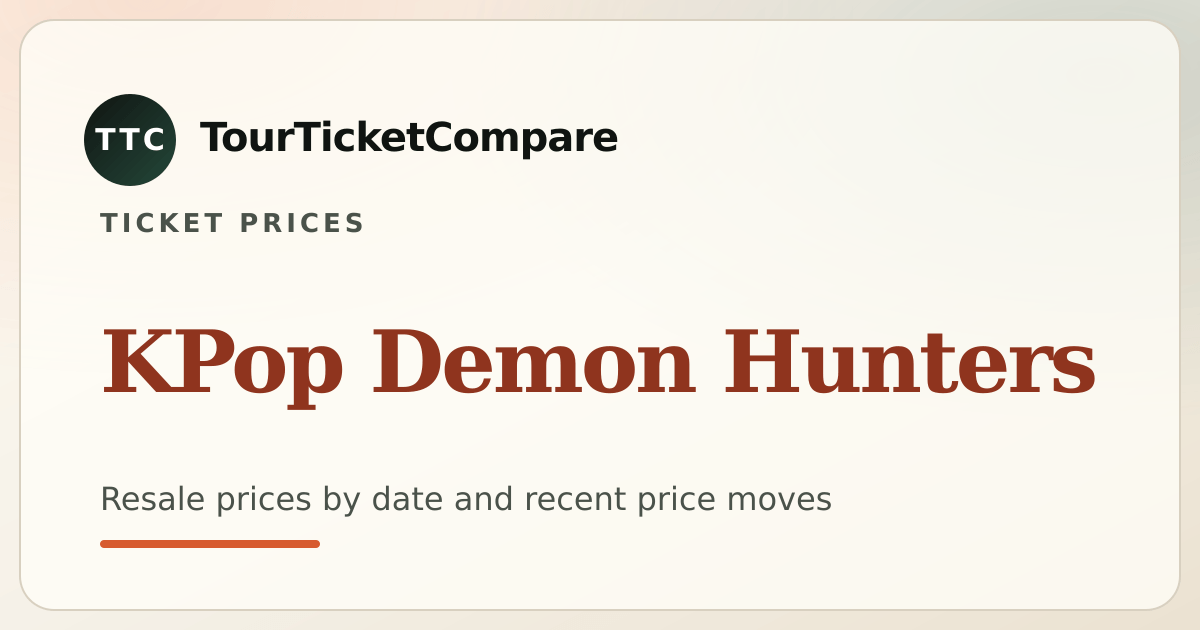 TTC TourTicketCompare
TICKET PRICES
KPop Demon Hunters
Resale prices by date and recent price moves